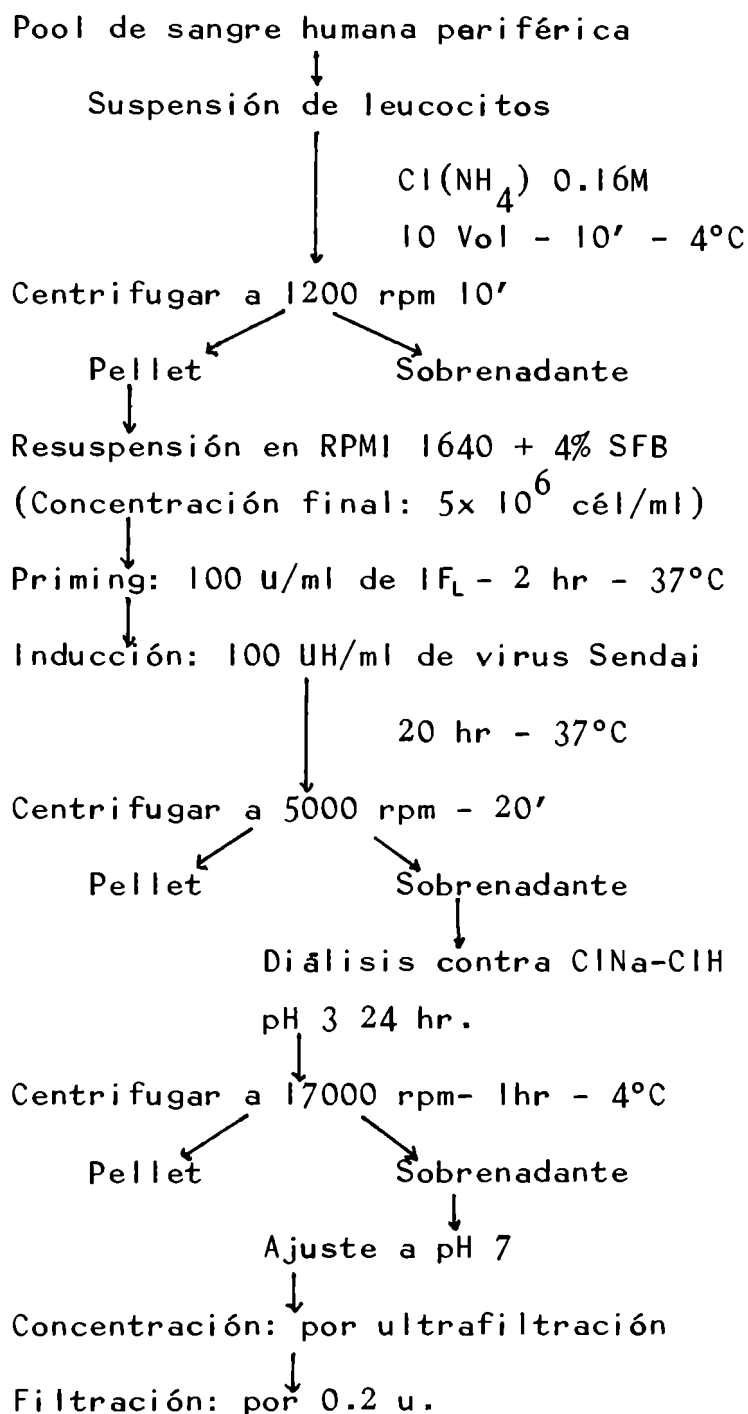 Pool de sangre humana periférica
Suspensión de leucocitos
Cl(NH4) 0.16M
10 Vol - 10' - 4°C
Centrifugar a 1200 rpm 10'
Pellet Sobrenadante
Resuspensión en RPMI 1640 + 4% SFB
(Concentración final: 5x 10^6 cél/ml)
Priming: 100 U/ml de IFL - 2 hr - 37°C
Inducción: 100 UH/ml de virus Sendai
20 hr - 37°C
Centrifugar a 5000 rpm - 20'
Pellet Sobrenadante
Diálisis contra ClNa-ClH
pH 3 24 hr.
Centrifugar a 17000 rpm- 1hr - 4°C
Pellet Sobrenadante
Ajuste a pH 7
Concentración: por ultrafiltración
Filtración: por 0.2 u.